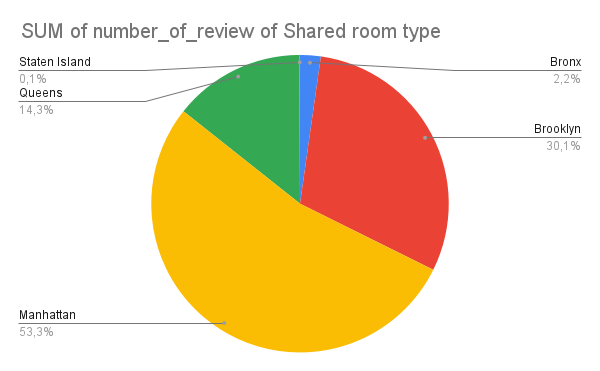 SUM of number_of_review of Shared room type
Staten Island
0,1%
Queens
14,3%
Manhattan
53,3%
Bronx
2,2%
Brooklyn
30,1%